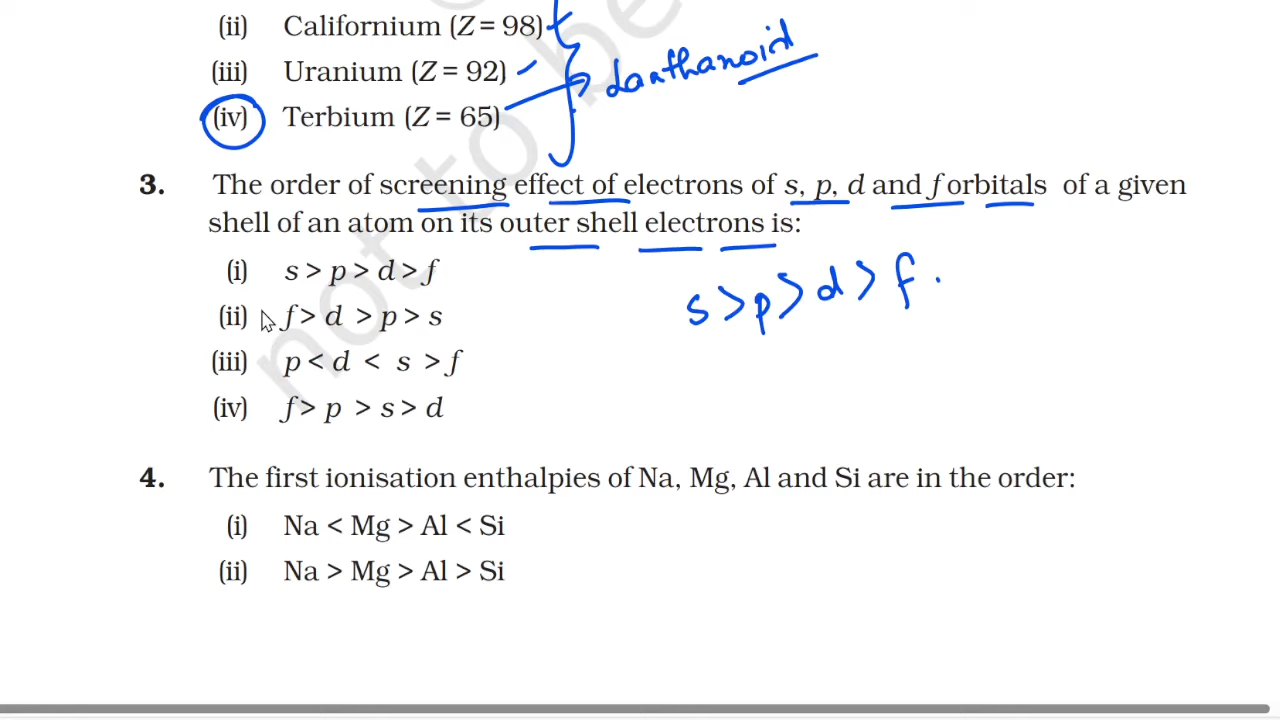 (ii) Californium (Z = 98)
(iii) Uranium (Z = 92)
(iv) Terbium (Z = 65)
Lanthanoid
3. The order of screening effect of electrons of s, p, d and f orbitals of a given
shell of an atom on its outer shell electrons is:
(i) s > p > d > f
(ii) f > d > p > s
(iii) p < d < s > f
(iv) f > p > s > d
s > p > d > f .
4. The first ionisation enthalpies of Na, Mg, Al and Si are in the order:
(i) Na < Mg > Al < Si
(ii) Na > Mg > Al > Si
not to be